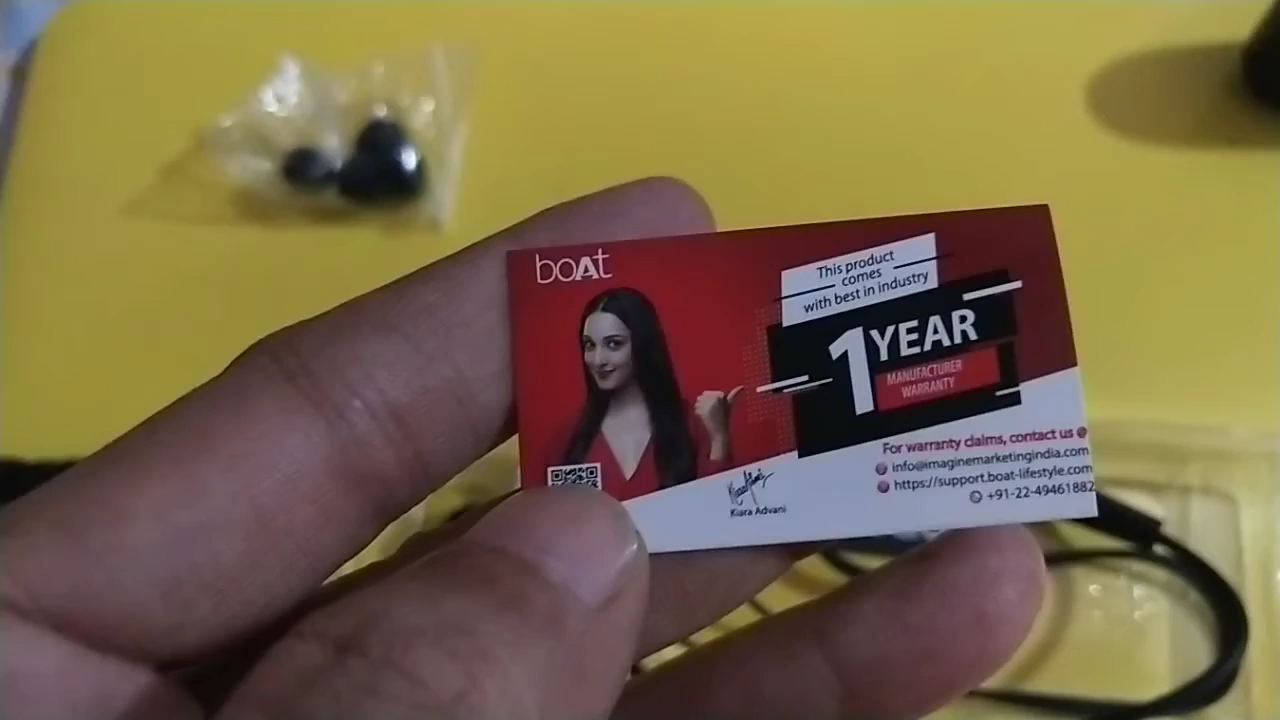 boAt
This product
comes
with best in industry
1 YEAR
MANUFACTURER
WARRANTY
For warranty claims, contact us @
info@imaginemarketingindia.com
https://support.boat-lifestyle.com
+91-22-49461882
Kiara Advani